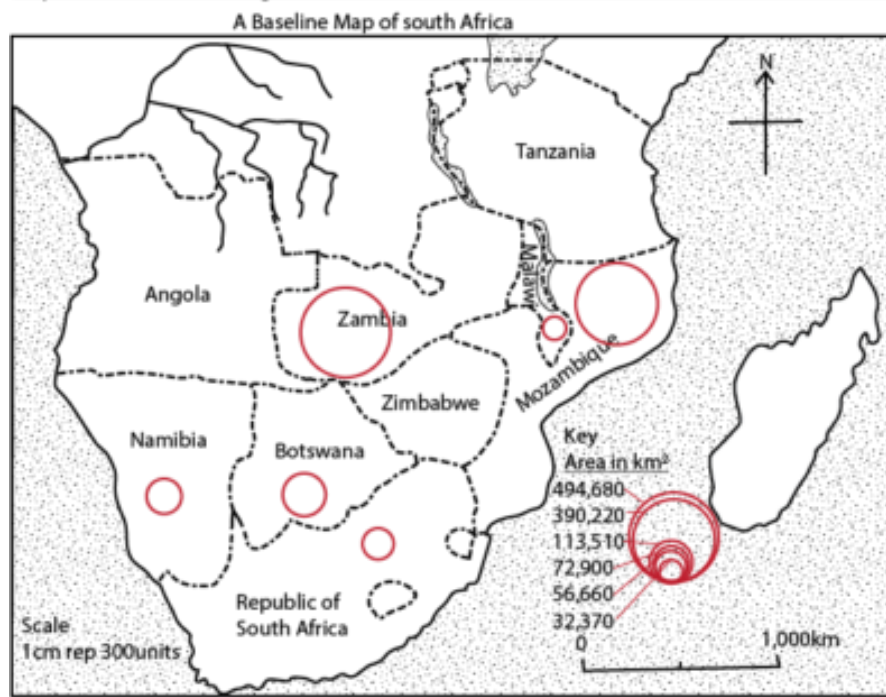 A Baseline Map of south Africa
N
Tanzania
Malawi
Angola
Zambia
Mozambique
Zimbabwe
Namibia
Botswana
Key
Area in km²
494,680
390,220
113,510
72,900
56,660
32,370
Republic of
South Africa
Scale
1cm rep 300units
0
1,000km